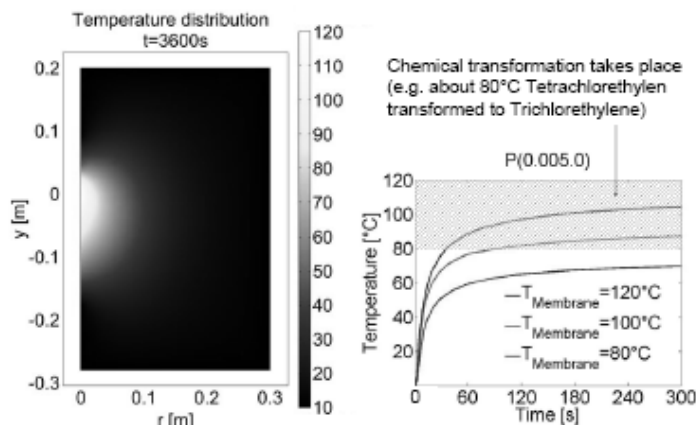 Temperature distribution
t=3600s
0.2
0.1
0
-0.1
-0.2
-0.3
y [m]
0
0.1
0.2
0.3
r [m]
120
110
100
90
80
70
60
50
40
30
20
10
Chemical transformation takes place
(e.g. about 80°C Tetrachlorethylen
transformed to Trichlorethylene)
P(0.005.0)
120
100
80
60
40
20
Temperature [°C]
T Membrane=120°C
T Membrane=100°C
T Membrane=80°C
0
60
120
180
240
300
Time [s]